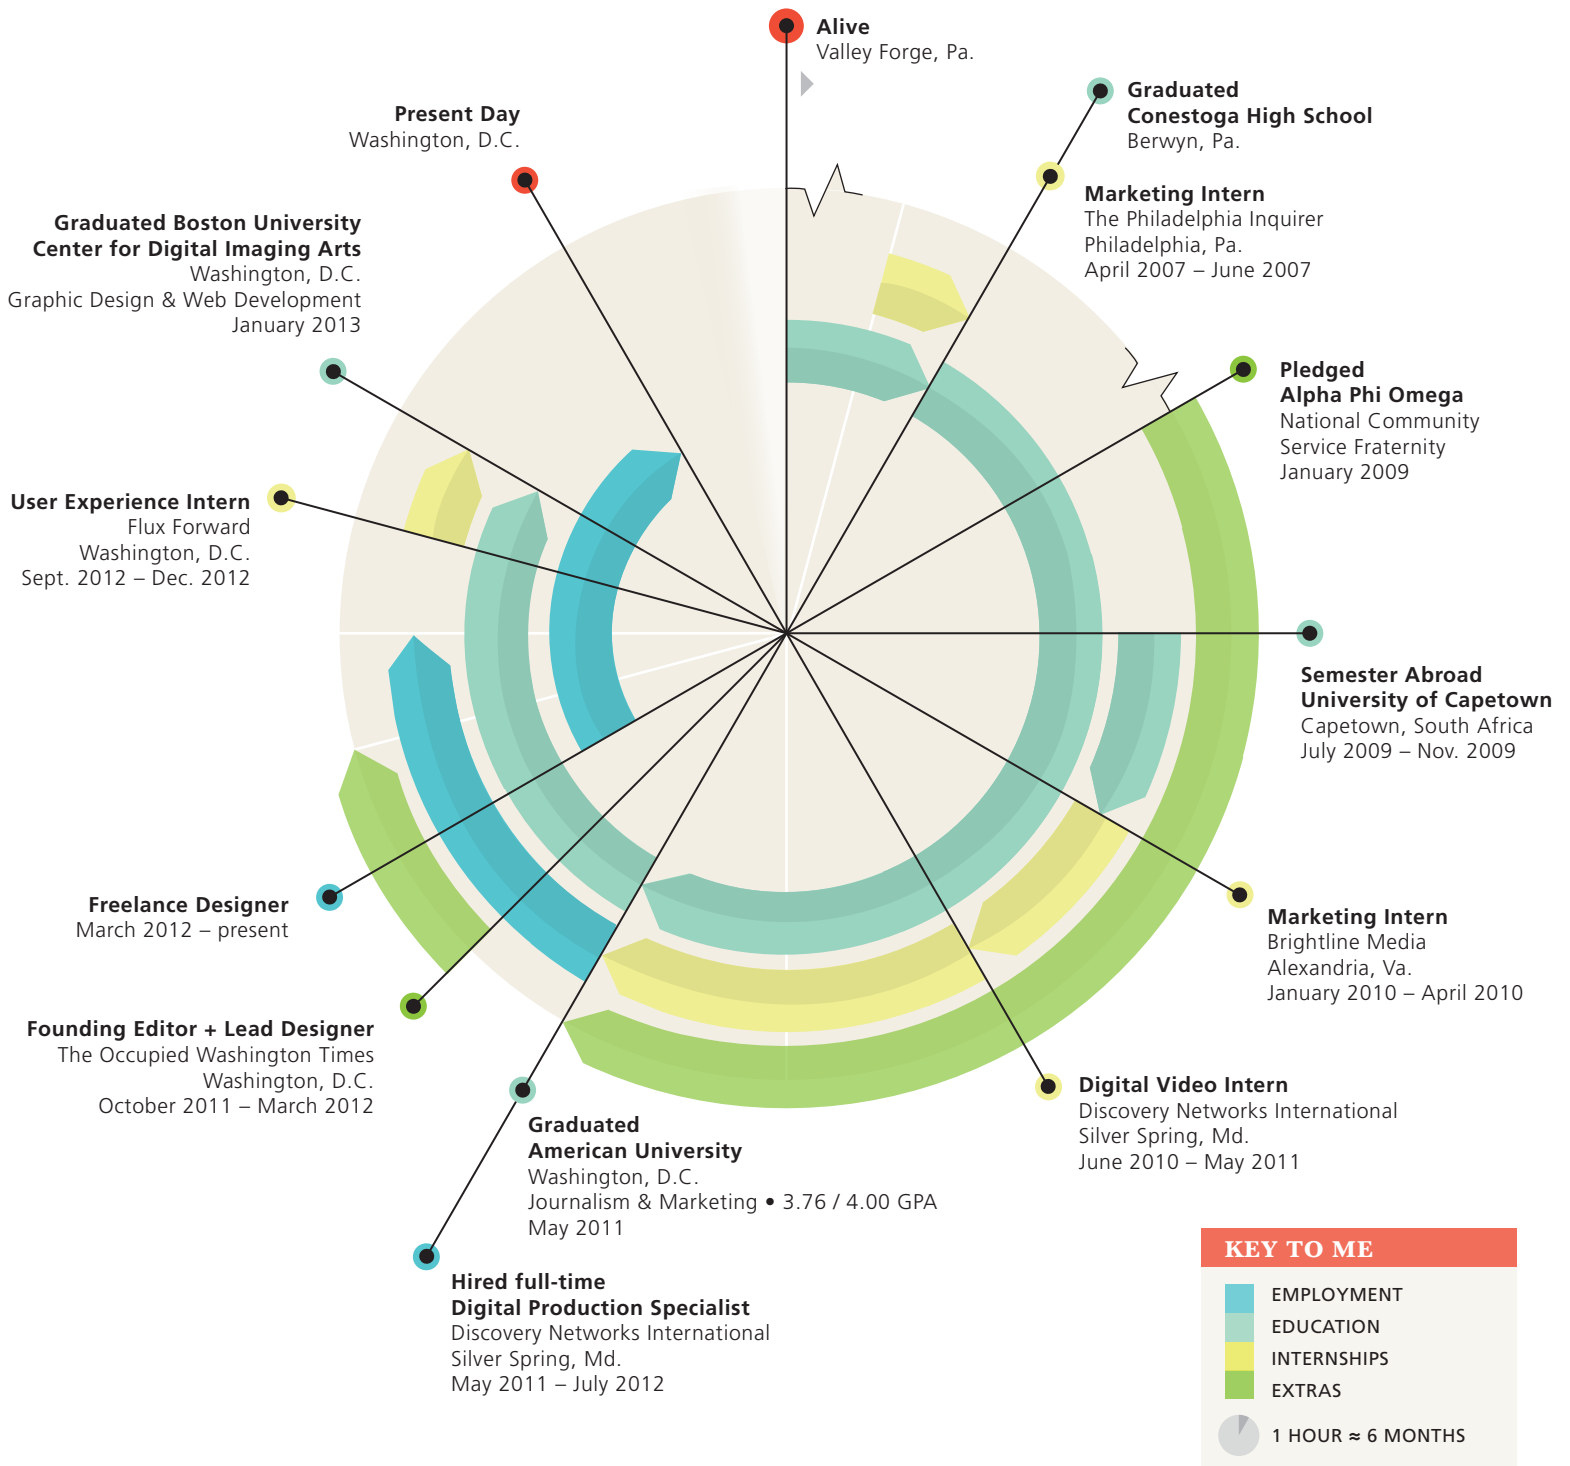 Alive
Valley Forge, Pa.
Graduated
Conestoga High School
Berwyn, Pa.
Marketing Intern
The Philadelphia Inquirer
Philadelphia, Pa.
April 2007 – June 2007
Pledged
Alpha Phi Omega
National Community
Service Fraternity
January 2009
Semester Abroad
University of Capetown
Capetown, South Africa
July 2009 – Nov. 2009
Marketing Intern
Brightline Media
Alexandria, Va.
January 2010 – April 2010
Digital Video Intern
Discovery Networks International
Silver Spring, Md.
June 2010 – May 2011
Graduated
American University
Washington, D.C.
Journalism & Marketing • 3.76 / 4.00 GPA
May 2011
Hired full-time
Digital Production Specialist
Discovery Networks International
Silver Spring, Md.
May 2011 – July 2012
Founding Editor + Lead Designer
The Occupied Washington Times
Washington, D.C.
October 2011 – March 2012
Freelance Designer
March 2012 – present
User Experience Intern
Flux Forward
Washington, D.C.
Sept. 2012 – Dec. 2012
Graduated Boston University
Center for Digital Imaging Arts
Washington, D.C.
Graphic Design & Web Development
January 2013
Present Day
Washington, D.C.
KEY TO ME
EMPLOYMENT
EDUCATION
INTERNSHIPS
EXTRAS
1 HOUR ≈ 6 MONTHS